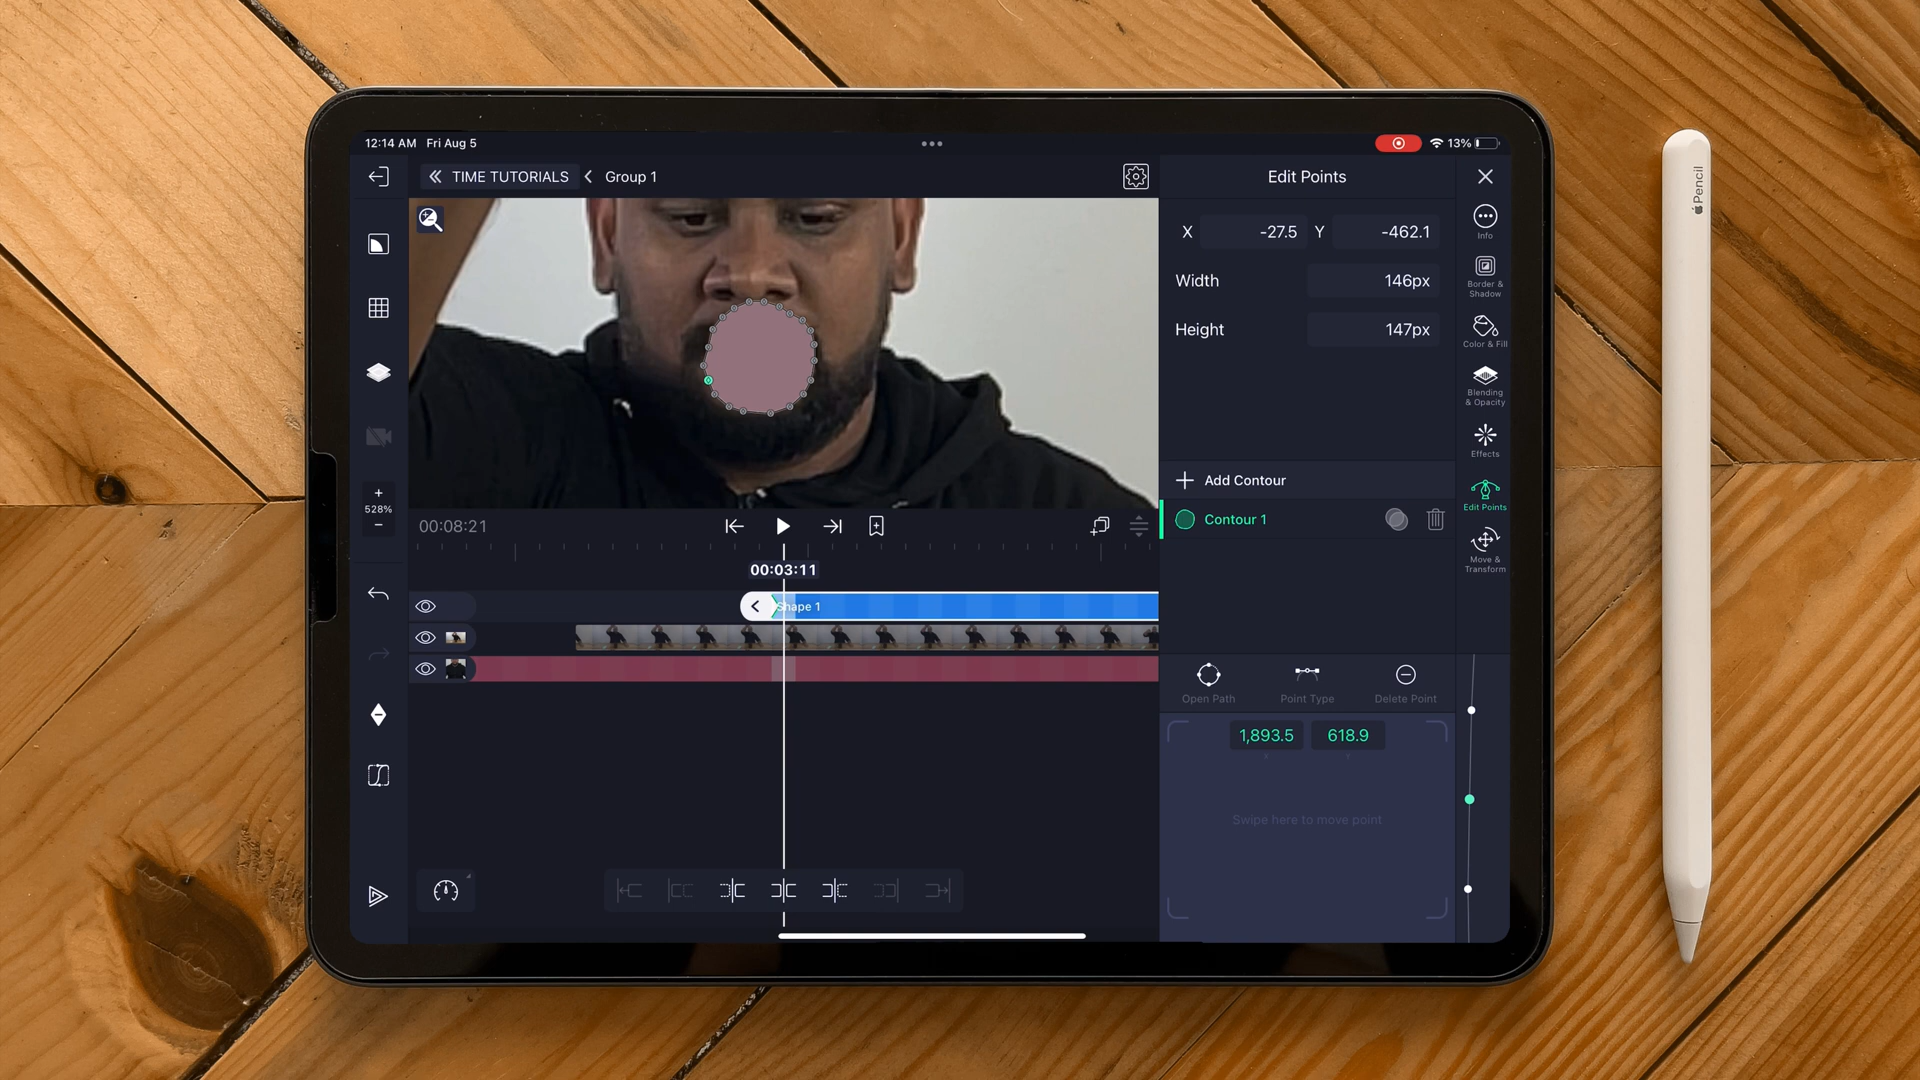 12:14 AM Fri Aug 5
13%
TIME TUTORIALS
Group 1
Edit Points
X -27.5 Y -462.1
Width 146px
Height 147px
Info
Border & Shadow
Color & Fill
Blending & Opacity
Effects
Edit Points
Move & Transform
Add Contour
Contour 1
528%
00:08:21
00:03:11
Shape 1
Open Path
Point Type
Delete Point
1,893.5 618.9
X Y
Swipe here to move point
Pencil